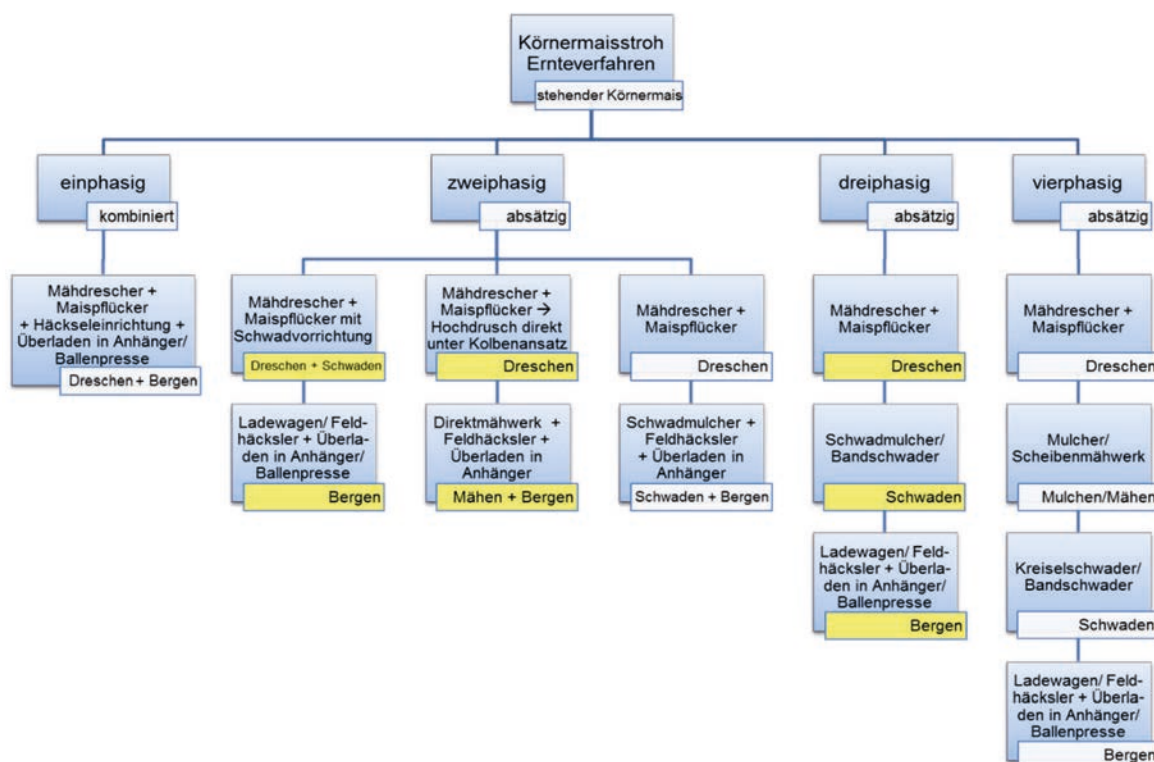 Körnermaisstroh
Ernteverfahren
stehender Körnermais
einphasig
kombiniert
Mähdrescher +
Maispflücker
+ Häckseleinrichtung +
Überladen in Anhänger/
Ballenpresse
Dreschen + Bergen
zweiphasig
absätzig
Mähdrescher +
Maispflücker mit
Schwadvorrichtung
Dreschen + Schwaden
Ladewagen/ Feld-
häcksler + Überla-
den in Anhänger/
Ballenpresse
Bergen
Mähdrescher +
Maispflücker →
Hochdrusch direkt
unter Kolbenansatz
Dreschen
Direktmähwerk +
Feldhäcksler +
Überladen in
Anhänger
Mähen + Bergen
Mähdrescher +
Maispflücker
Dreschen
Schwadmulcher +
Feldhäcksler
+ Überladen in
Anhänger
Schwaden + Bergen
dreiphasig
absätzig
Mähdrescher +
Maispflücker
Dreschen
Schwadmulcher/
Bandschwader
Schwaden
Ladewagen/ Feld-
häcksler + Überla-
den in Anhänger/
Ballenpresse
Bergen
vierphasig
absätzig
Mähdrescher +
Maispflücker
Dreschen
Mulcher/
Scheibenmähwerk
Mulchen/Mähen
Kreiselschwader/
Bandschwader
Schwaden
Ladewagen/ Feld-
häcksler + Überla-
den in Anhänger/
Ballenpresse
Bergen